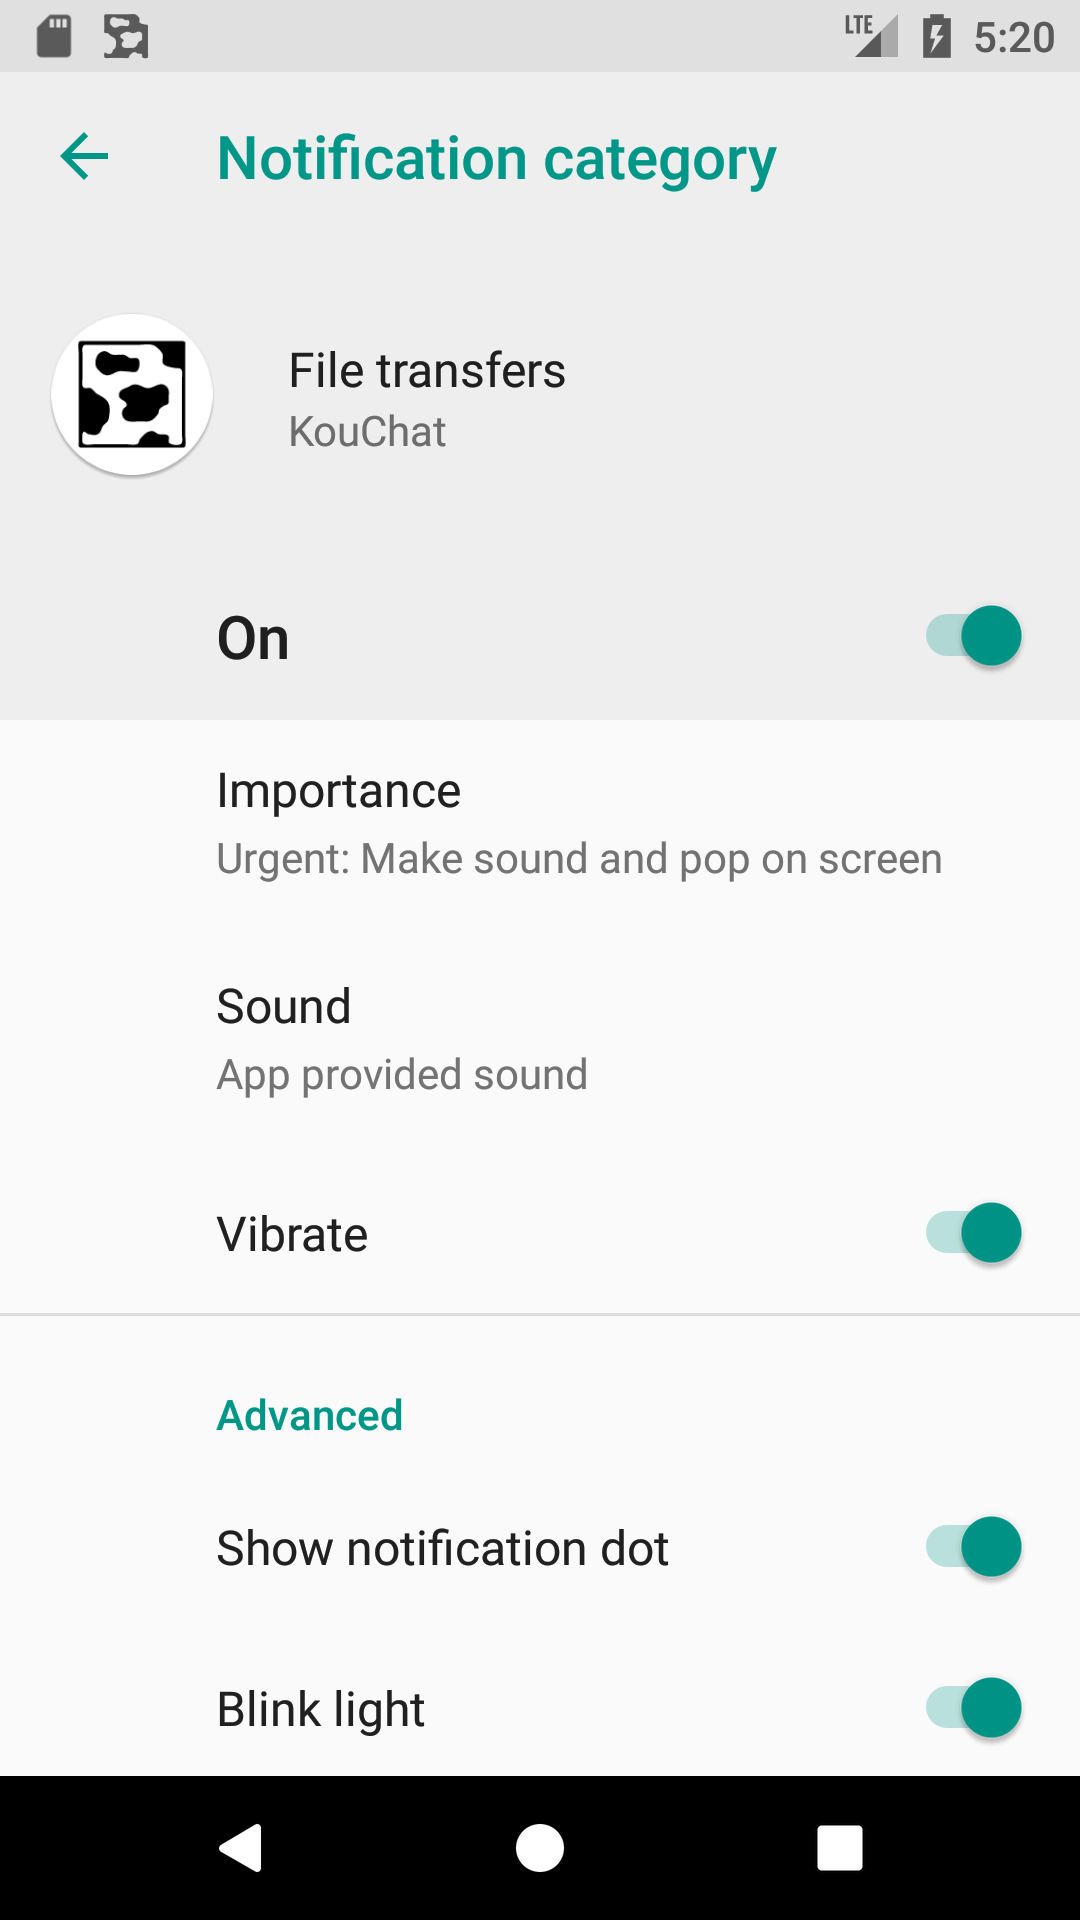 LTE 5:20
Notification category
File transfers
KouChat
On
Importance
Urgent: Make sound and pop on screen
Sound
App provided sound
Vibrate
Advanced
Show notification dot
Blink light